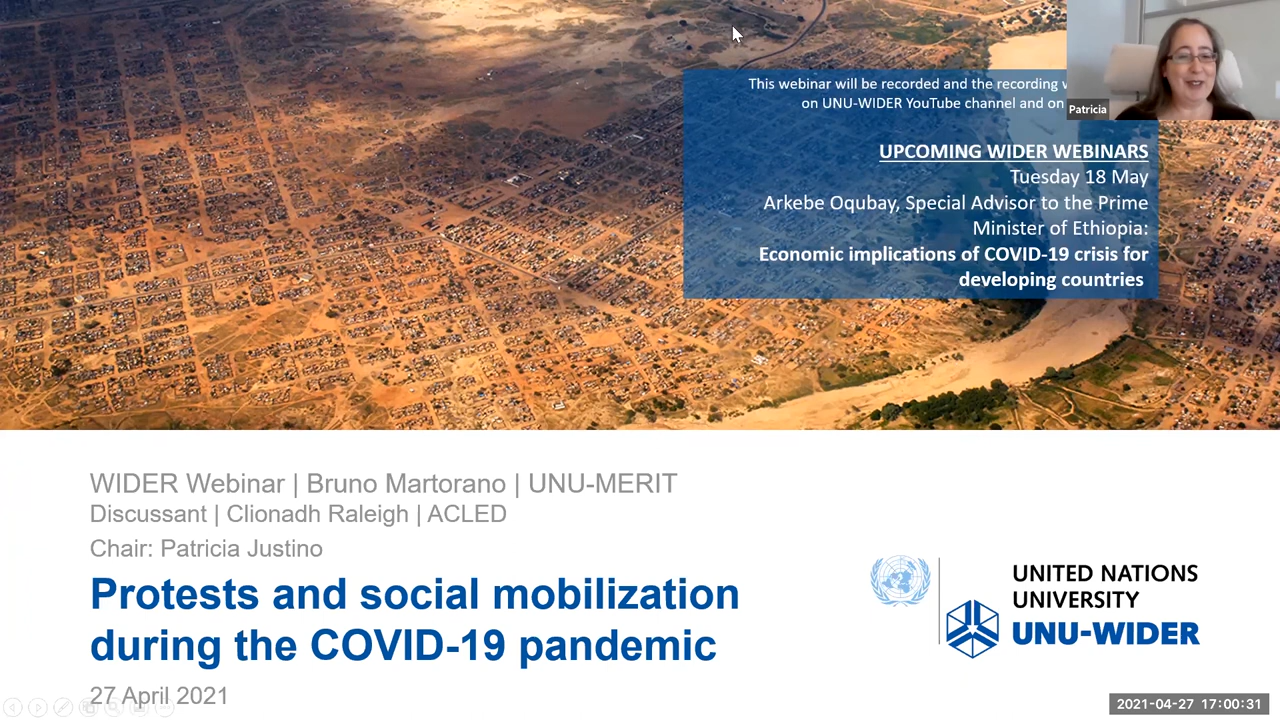 This webinar will be recorded and the recording
on UNU-WIDER YouTube channel and on
Patricia
UPCOMING WIDER WEBINARS
Tuesday 18 May
Arkebe Oqubay, Special Advisor to the Prime
Minister of Ethiopia:
Economic implications of COVID-19 crisis for
developing countries
WIDER Webinar | Bruno Martorano | UNU-MERIT
Discussant | Clionadh Raleigh | ACLED
Chair: Patricia Justino
Protests and social mobilization
during the COVID-19 pandemic
27 April 2021
UNITED NATIONS
UNIVERSITY
UNU-WIDER
2021-04-27 17:00:31